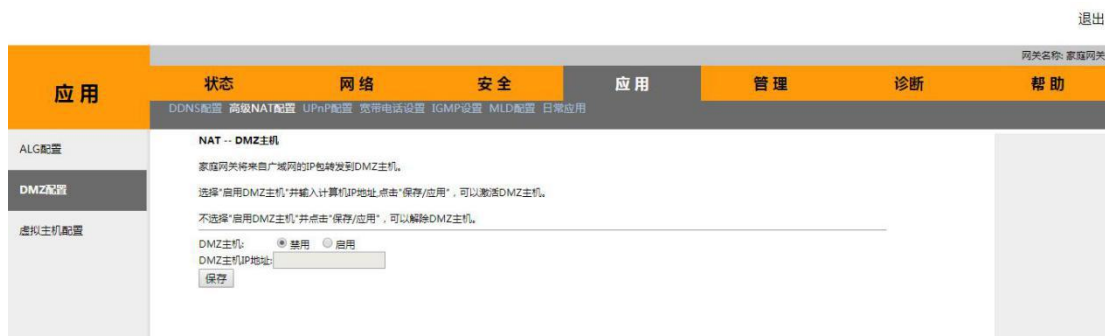 退出
网关名称: 家庭网关
应用
状态 网络 安全 应用 管理 诊断 帮助
DDNS配置 高级NAT配置 UPnP配置 宽带电话设置 IGMP设置 MLD配置 日常应用
ALG配置
DMZ配置
虚拟主机配置
NAT -- DMZ主机
家庭网关将来自广域网的IP包转发到DMZ主机。
选择"启用DMZ主机"并输入计算机IP地址,点击"保存/应用"，可以激活DMZ主机。
不选择"启用DMZ主机"并点击"保存/应用"，可以解除DMZ主机。
DMZ主机: 禁用 启用
DMZ主机IP地址:
保存